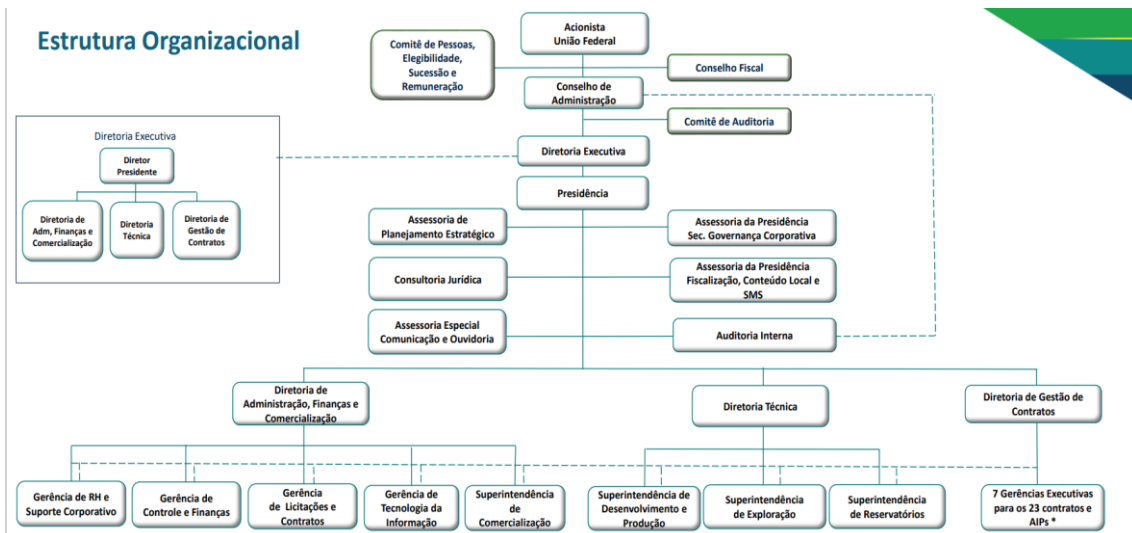 Estrutura Organizacional
Acionista
União Federal
Comitê de Pessoas,
Elegibilidade,
Sucessão e
Remuneração
Conselho Fiscal
Conselho de
Administração
Comitê de Auditoria
Diretoria Executiva
Diretor
Presidente
Diretoria de
Adm, Finanças e
Comercialização
Diretoria
Técnica
Diretoria de
Gestão de
Contratos
Diretoria Executiva
Presidência
Assessoria de
Planejamento Estratégico
Assessoria da Presidência
Sec. Governança Corporativa
Consultoria Jurídica
Assessoria da Presidência
Fiscalização, Conteúdo Local e
SMS
Assessoria Especial
Comunicação e Ouvidoria
Auditoria Interna
Diretoria de
Administração, Finanças e
Comercialização
Diretoria Técnica
Diretoria de Gestão de
Contratos
Gerência de RH e
Suporte Corporativo
Gerência de
Controle e Finanças
Gerência
de Licitações e
Contratos
Gerência de
Tecnologia da
Informação
Superintendência
de
Comercialização
Superintendência de
Desenvolvimento e
Produção
Superintendência
de Exploração
Superintendência
de Reservatórios
7 Gerências Executivas
para os 23 contratos e
AIPs *